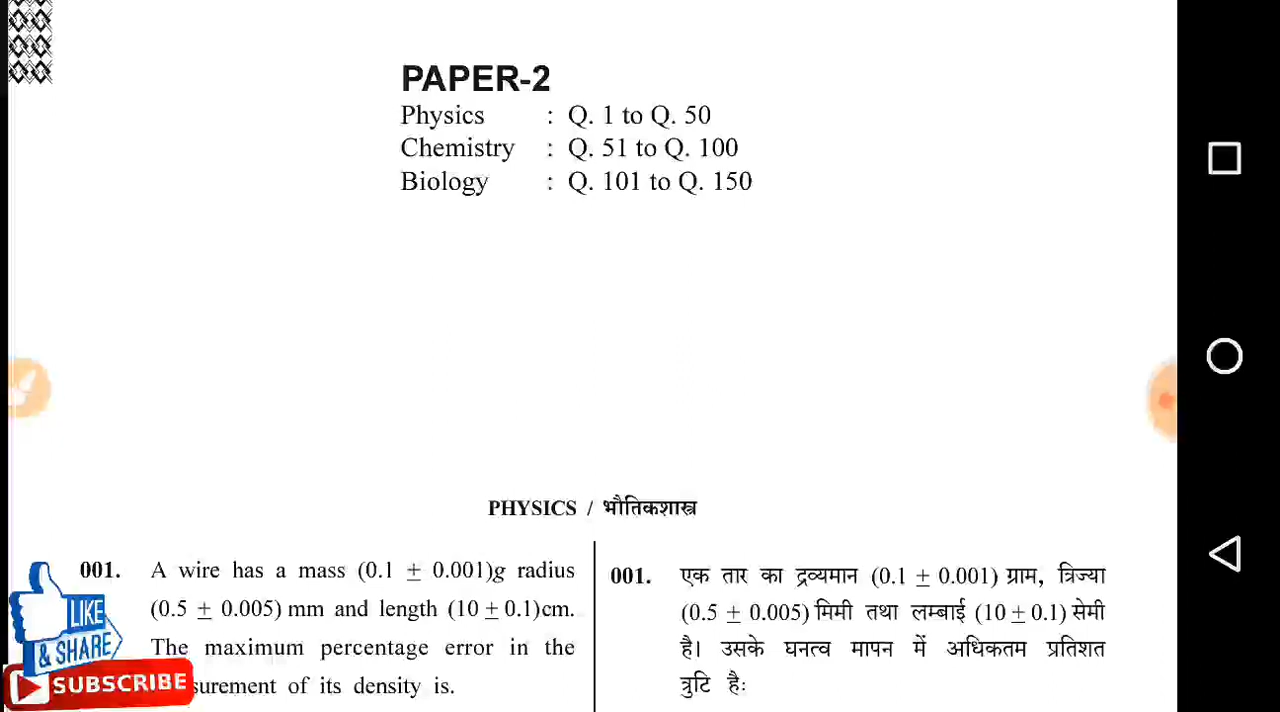 PAPER-2
Physics : Q. 1 to Q. 50
Chemistry : Q. 51 to Q. 100
Biology : Q. 101 to Q. 150
PHYSICS / भौतिकशास्त्र
001. A wire has a mass (0.1 ± 0.001)g radius
(0.5 ± 0.005) mm and length (10 ± 0.1)cm.
The maximum percentage error in the
of its density is.
001. एक तार का द्रव्यमान (0.1 ± 0.001) ग्राम, त्रिज्या
(0.5 ± 0.005) मिमी तथा लम्बाई (10 ± 0.1) सेमी
है। उसके घनत्व मापन में अधिकतम प्रतिशत
त्रुटि हैः
LIKE
& SHARE
SUBSCRIBE